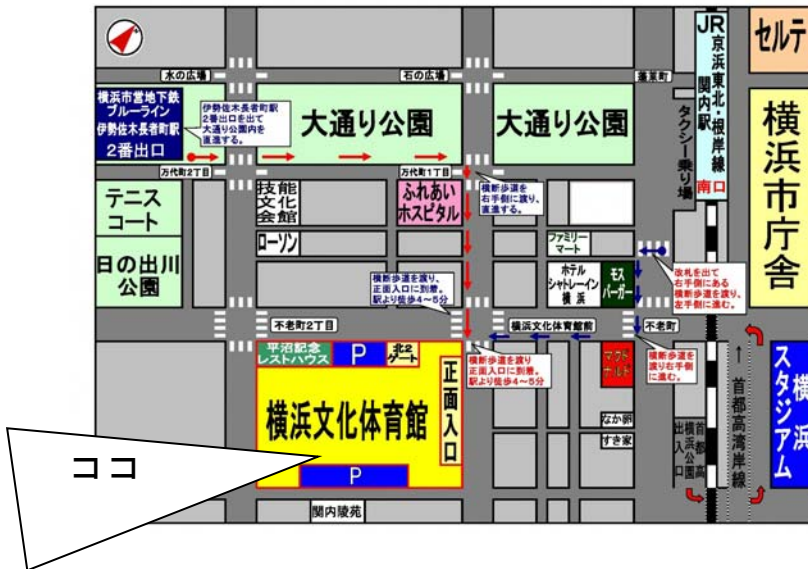 水の広場
石の広場
蓬莱町
JR
京浜東北・根岸線
関内駅
南口
セルテ
横浜市営地下鉄
ブルーライン
伊勢佐木長者町駅
2番出口
伊勢佐木長者町駅
2番出口を出て
大通り公園内を
直進する。
大通り公園
大通り公園
タクシー乗り場
横浜市庁舎
万代町2丁目
万代町1丁目
横断歩道を
右手側に渡り、
直進する。
テニス
コート
技能
文化
会館
ふれあい
ホスピタル
ローソン
ファミリー
マート
日の出川
公園
ホテル
シャトレーイン
横浜
モス
バーガー
改札を出て
右手側にある
横断歩道を渡り、
左手側に進む。
横断歩道を渡り、
正面入口に到着。
駅より徒歩4~5分
不老町2丁目
横浜文化体育館前
不老町
平沼記念
レストハウス
P
北2
ゲート
正面入口
横断歩道を渡り
正面入口に到着。
駅より徒歩4~5分
マクド
ナルド
横断歩道を
渡り右手側
に進む。
横浜文化体育館
なか卯
すき家
首都高
横浜公園
出入口
↑首都高湾岸線
横浜
スタジアム
ココ
P
関内陵苑